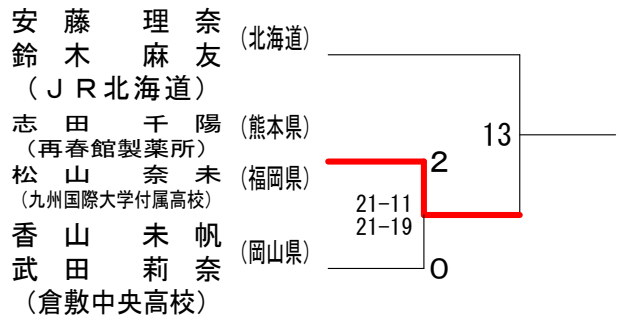 安藤 理奈
鈴木 麻友
(北海道)
(ＪＲ北海道)
志田 千陽
(熊本県)
(再春館製薬所)
松山 奈未
(福岡県)
(九州国際大学付属高校)
香山 未帆
武田 莉奈
(岡山県)
(倉敷中央高校)
13
2
21-11
21-19
0